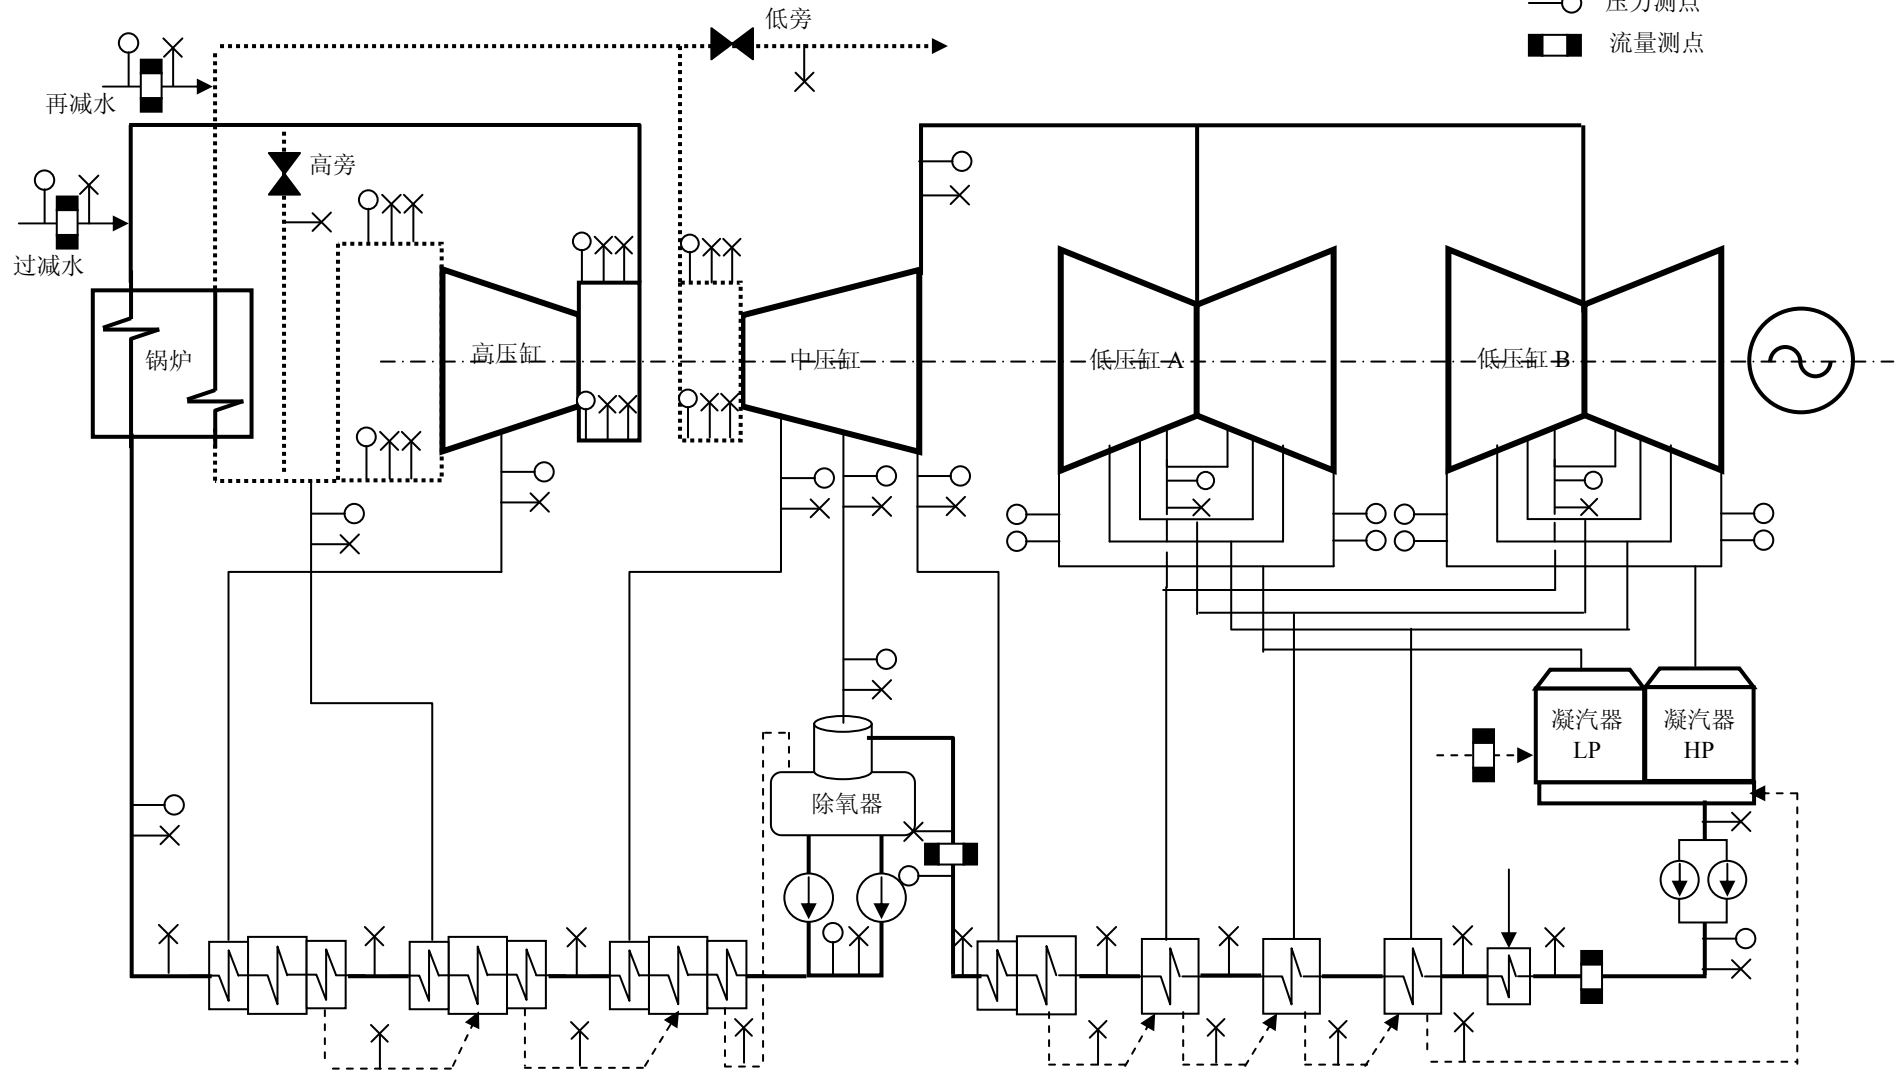 低旁
压力测点
流量测点
再减水
高旁
过减水
锅炉
高压缸
中压缸
低压缸 A
低压缸 B
凝汽器
LP
凝汽器
HP
除氧器